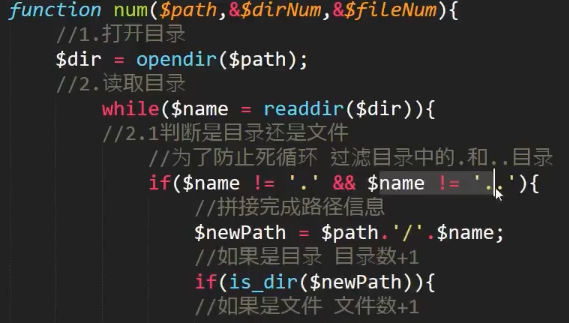 function num($path,&$dirNum,&$fileNum){
//1.打开目录
$dir = opendir($path);
//2.读取目录
while($name = readdir($dir)){
//2.1判断是目录还是文件
//为了防止死循环 过滤目录中的.和..目录
if($name != '.' && $name != '..'){
//拼接完成路径信息
$newPath = $path.'/'.$name;
//如果是目录 目录数+1
if(is_dir($newPath)){
//如果是文件 文件数+1